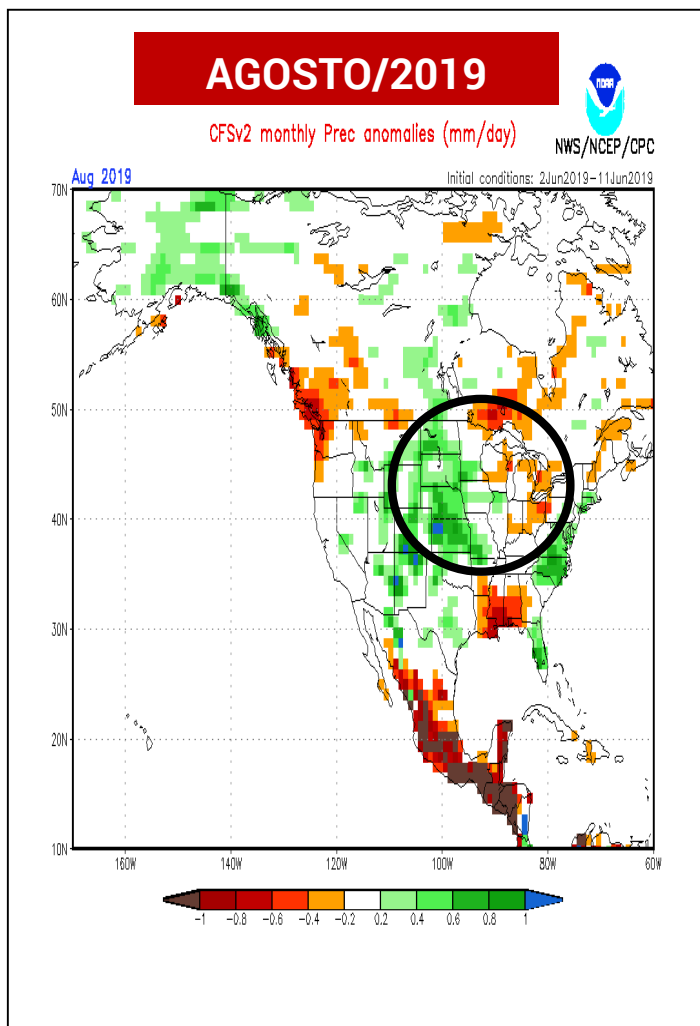 AGOSTO/2019
NOAA
CFSv2 monthly Prec anomalies (mm/day)
NWS/NCEP/CPC
Aug 2019
Initial conditions: 2Jun2019-11Jun2019
70N
60N
50N
40N
30N
20N
10N
160W 140W 120W 100W 80W 60W
-1 -0.8 -0.6 -0.4 -0.2 0.2 0.4 0.6 0.8 1